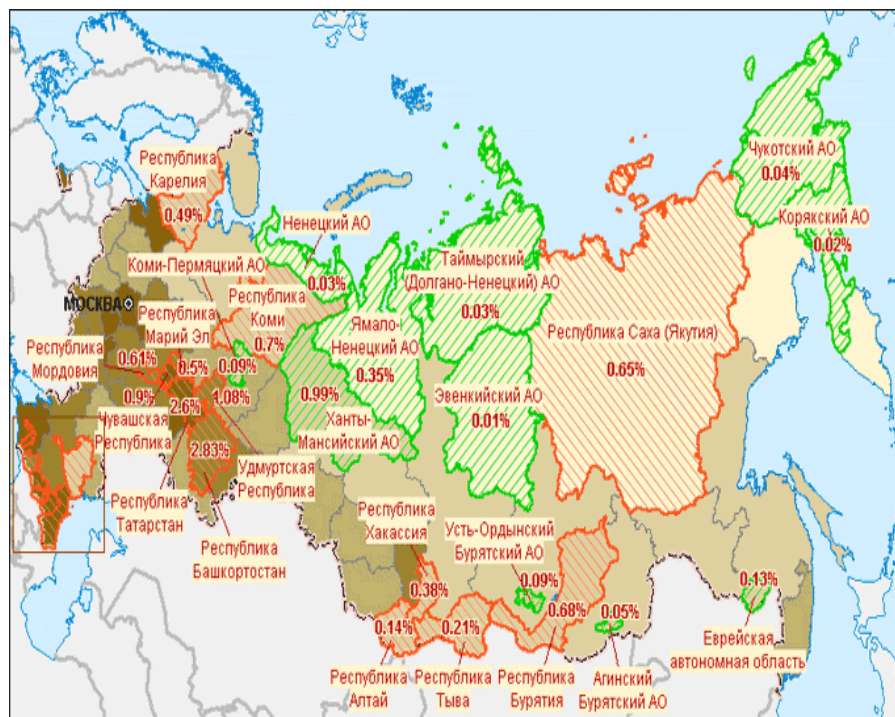 Республика
Карелия
0.49%
Ненецкий АО
0.03%
Коми-Пермяцкий АО
МОСКВА
Республика
Марий Эл
Республика
Коми
0.7%
Республика
Мордовия
0.61%
0.5%
0.09%
0.9%
2.6%
1.08%
Чувашская
Республика
2.83%
Удмуртская
Республика
Республика
Татарстан
Республика
Башкортостан
Ямало-
Ненецкий АО
0.35%
0.99%
Ханты-
Мансийский АО
Таймырский
(Долгано-Ненецкий) АО
0.03%
Эвенкийский АО
0.01%
Республика Саха (Якутия)
0.65%
Чукотский АО
0.04%
Корякский АО
0.02%
Республика
Хакассия
0.38%
Усть-Ордынский
Бурятский АО
0.09%
0.68%
0.05%
0.13%
0.14%
0.21%
Республика
Алтай
Республика
Тыва
Республика
Бурятия
Агинский
Бурятский АО
Еврейская
автономная область